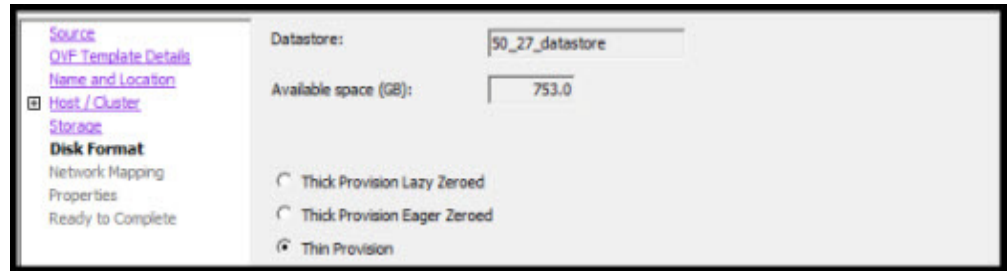 Source
OVF Template Details
Name and Location
Host / Cluster
Storage
Disk Format
Network Mapping
Properties
Ready to Complete
Datastore: 50_27_datastore
Available space (GB): 753.0
Thick Provision Lazy Zeroed
Thick Provision Eager Zeroed
Thin Provision